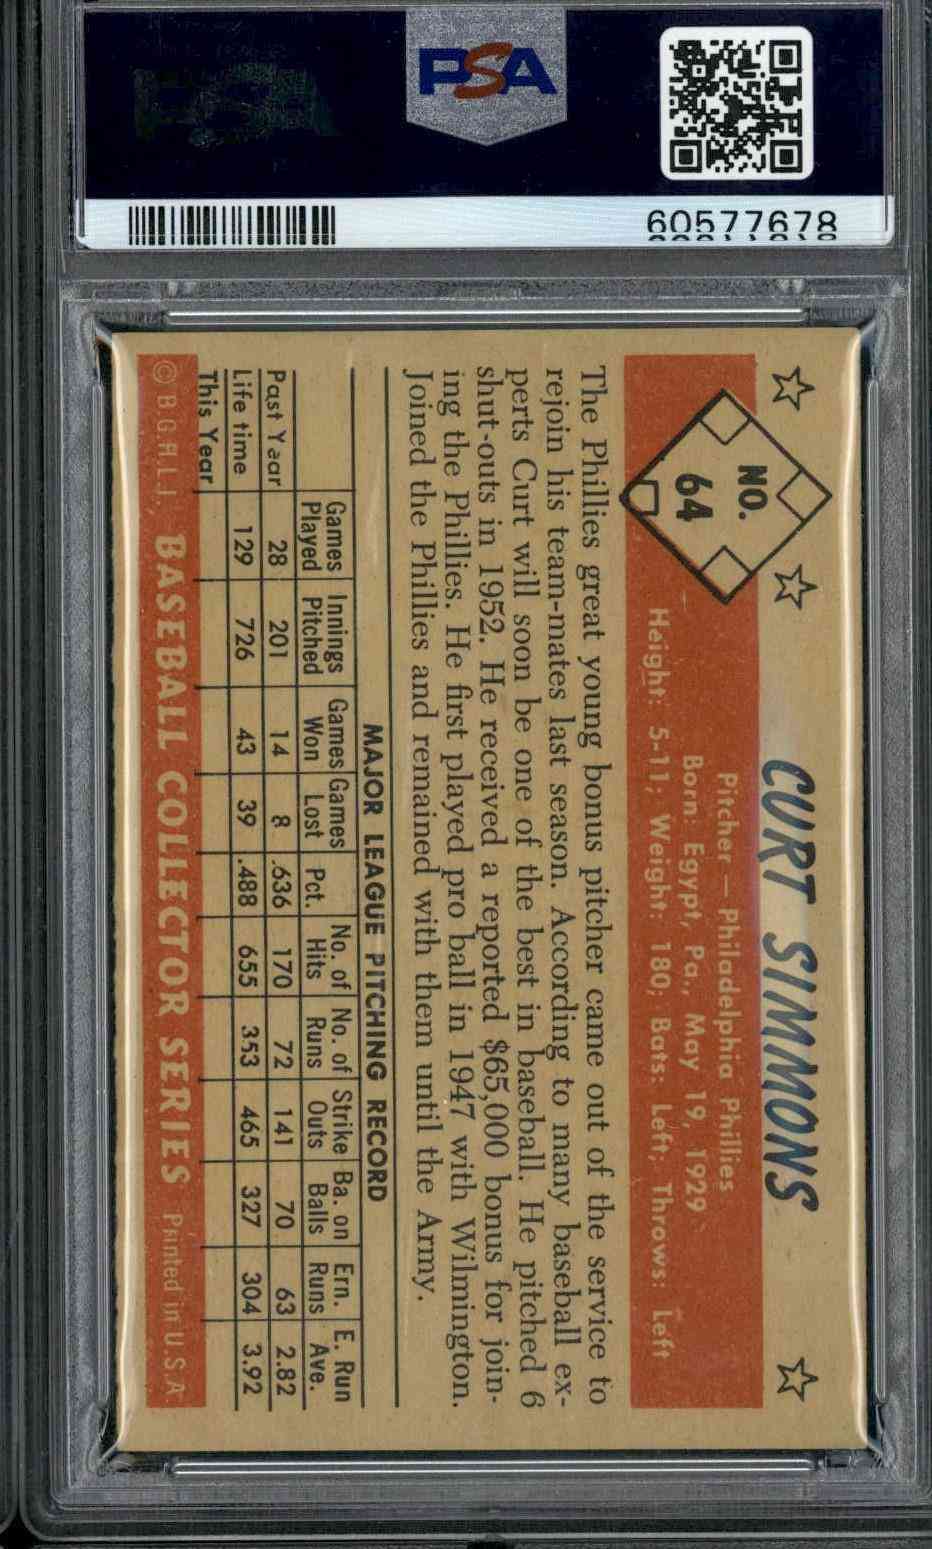 PSA
60577678
NO.
64
CURT SIMMONS
Pitcher — Philadelphia Phillies
Born: Egypt, Pa., May 19, 1929
Height: 5-11; Weight: 180; Bats: Left; Throws: Left
The Phillies great young bonus pitcher came out of the service to
rejoin his team-mates last season. According to many baseball ex-
perts Curt will soon be one of the best in baseball. He pitched 6
shut-outs in 1952. He received a reported $65,000 bonus for join-
ing the Phillies. He first played pro ball in 1947 with Wilmington.
Joined the Phillies and remained with them until the Army.
MAJOR LEAGUE PITCHING RECORD
Games Innings Games Games No. of No. of Strike Ba. on Ern. E. Run
Played Pitched Won Lost Pct. Hits Runs Outs Balls Runs Ave.
Past Year 28 201 14 8 .636 170 72 141 70 63 2.82
Life time 129 726 43 39 .488 655 353 465 327 304 3.92
This Year
© B.G.H.L.I. BASEBALL COLLECTOR SERIES Printed in U.S.A